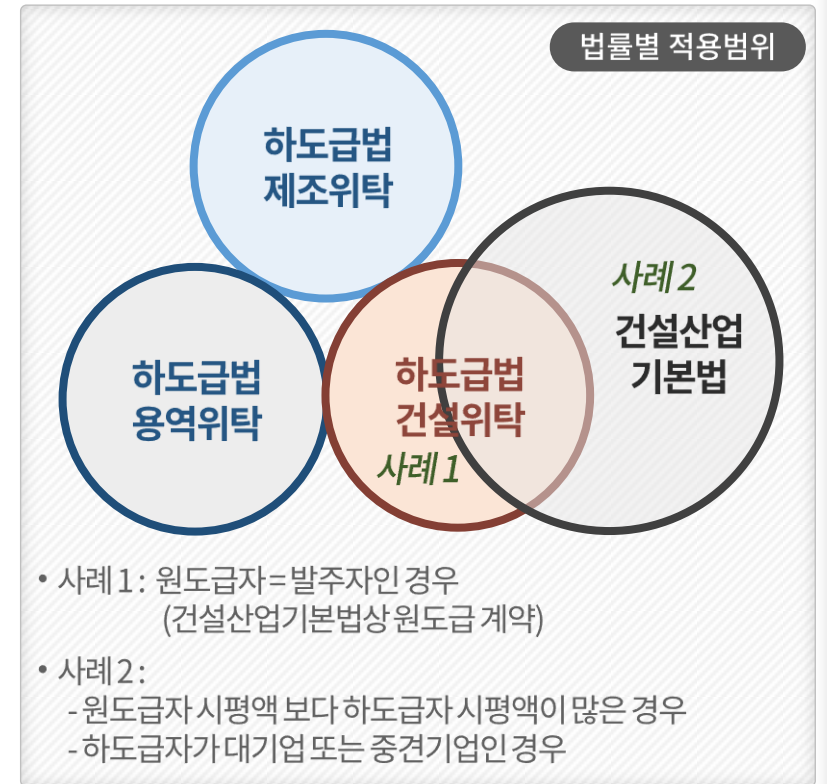 법률별 적용범위
하도급법
제조위탁
사례 2
건설산업
기본법
하도급법
용역위탁
하도급법
건설위탁
사례 1
• 사례 1 : 원도급자 = 발주자인 경우
(건설산업기본법상 원도급 계약)
• 사례 2 :
- 원도급자 시평액 보다 하도급자 시평액이 많은 경우
- 하도급자가 대기업 또는 중견기업인 경우